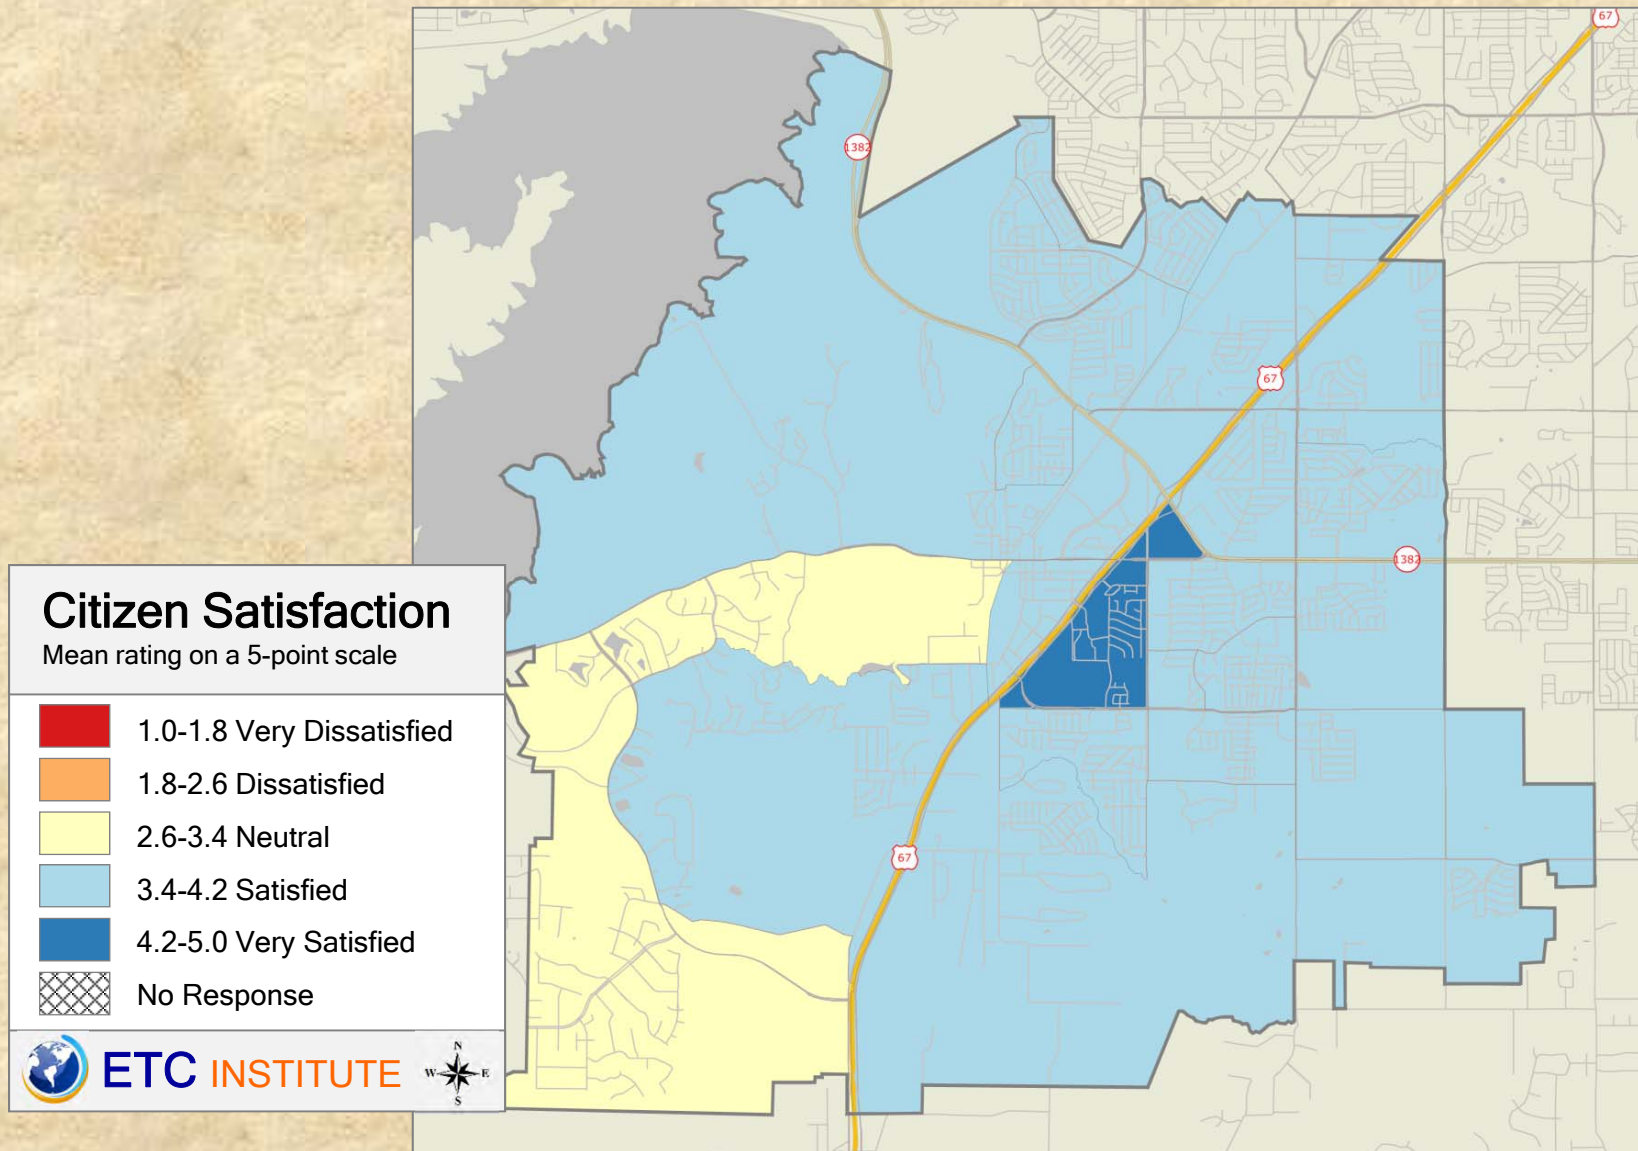 67
1382
67
1382
67
Citizen Satisfaction
Mean rating on a 5-point scale
1.0-1.8 Very Dissatisfied
1.8-2.6 Dissatisfied
2.6-3.4 Neutral
3.4-4.2 Satisfied
4.2-5.0 Very Satisfied
No Response
ETC INSTITUTE
N
W E
S